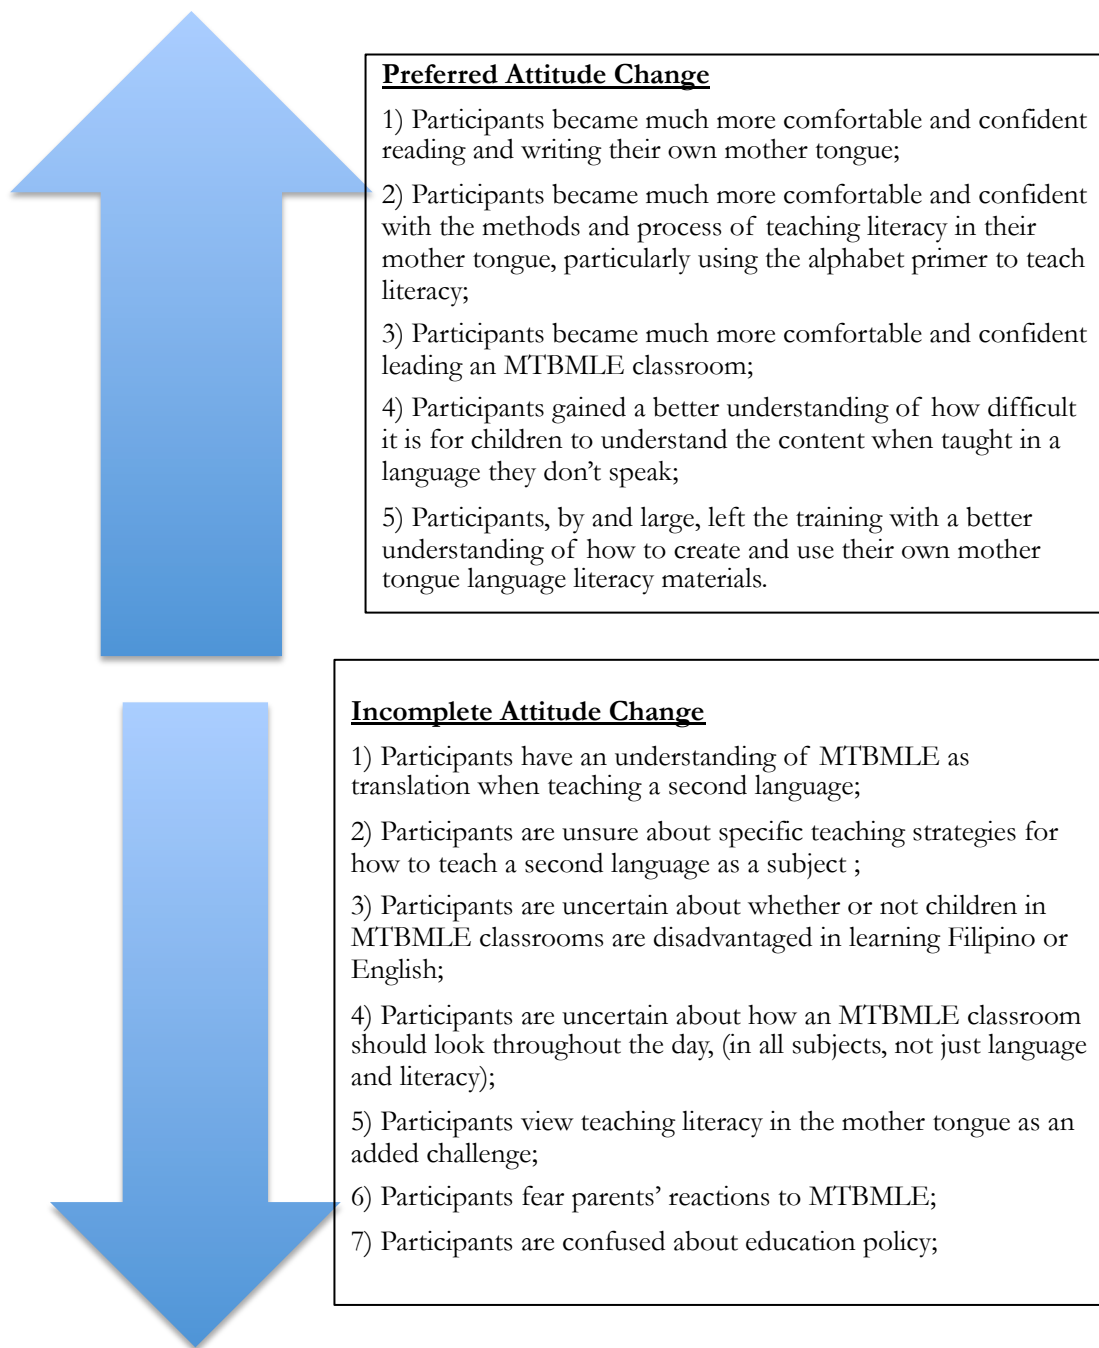 Preferred Attitude Change
1) Participants became much more comfortable and confident
reading and writing their own mother tongue;
2) Participants became much more comfortable and confident
with the methods and process of teaching literacy in their
mother tongue, particularly using the alphabet primer to teach
literacy;
3) Participants became much more comfortable and confident
leading an MTBMLE classroom;
4) Participants gained a better understanding of how difficult
it is for children to understand the content when taught in a
language they don’t speak;
5) Participants, by and large, left the training with a better
understanding of how to create and use their own mother
tongue language literacy materials.
Incomplete Attitude Change
1) Participants have an understanding of MTBMLE as
translation when teaching a second language;
2) Participants are unsure about specific teaching strategies for
how to teach a second language as a subject ;
3) Participants are uncertain about whether or not children in
MTBMLE classrooms are disadvantaged in learning Filipino or
English;
4) Participants are uncertain about how an MTBMLE classroom
should look throughout the day, (in all subjects, not just language
and literacy);
5) Participants view teaching literacy in the mother tongue as an
added challenge;
6) Participants fear parents’ reactions to MTBMLE;
7) Participants are confused about education policy;